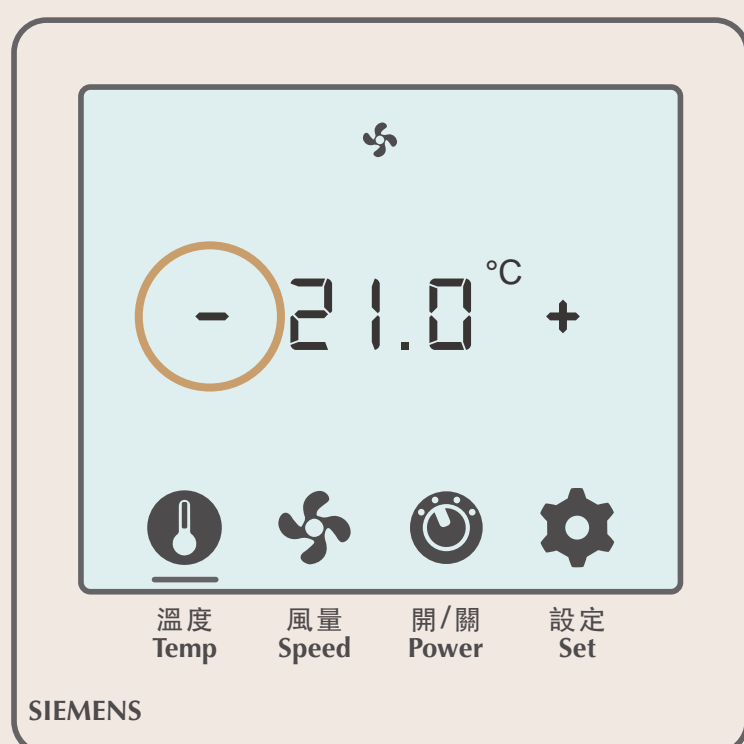 - 21.0 °C +
溫度 風量 開/關 設定
Temp Speed Power Set
SIEMENS